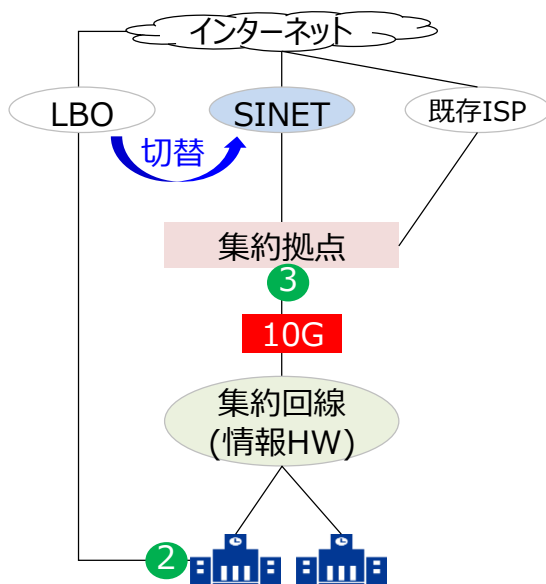 インターネット
LBO
SINET
既存ISP
切替
集約拠点
3
10G
集約回線
(情報HW)
2